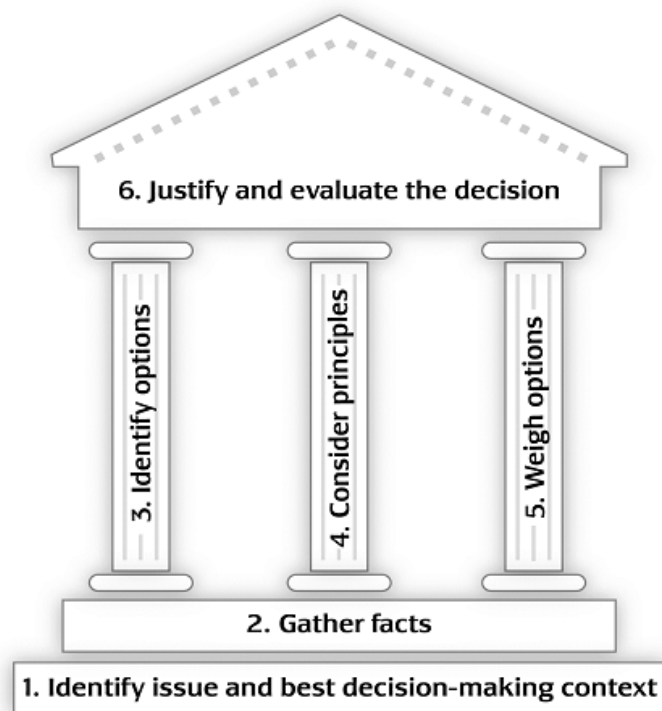 6. Justify and evaluate the decision
3. Identify options
4. Consider principles
5. Weigh options
2. Gather facts
1. Identify issue and best decision-making context